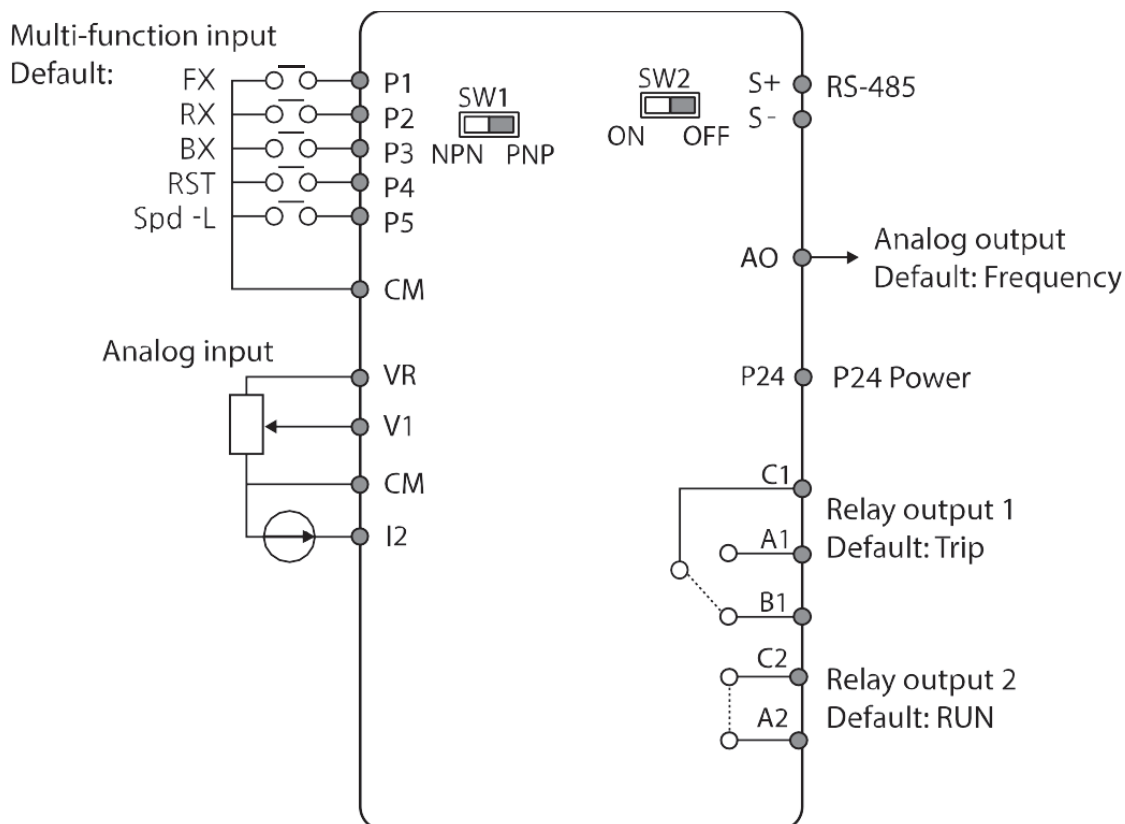 Multi-function input
Default:
FX
RX
BX
RST
Spd -L
P1
P2
P3
P4
P5
CM
SW1
NPN PNP
SW2
ON OFF
S+
S-
RS-485
AO
Analog output
Default: Frequency
Analog input
VR
V1
CM
I2
P24
P24 Power
C1
A1
B1
Relay output 1
Default: Trip
C2
A2
Relay output 2
Default: RUN